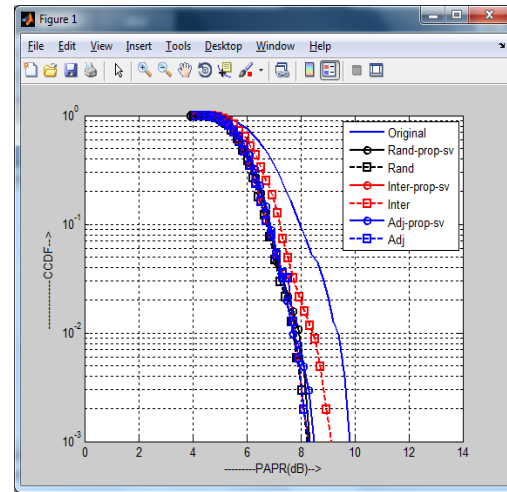 Figure 1
File Edit View Insert Tools Desktop Window Help
Original
Rand-prop-sv
Rand
Inter-prop-sv
Inter
Adj-prop-sv
Adj
10^0
10^-1
10^-2
10^-3
------------CCDF-->
0 2 4 6 8 10 12 14
---------PAPR(dB)-->